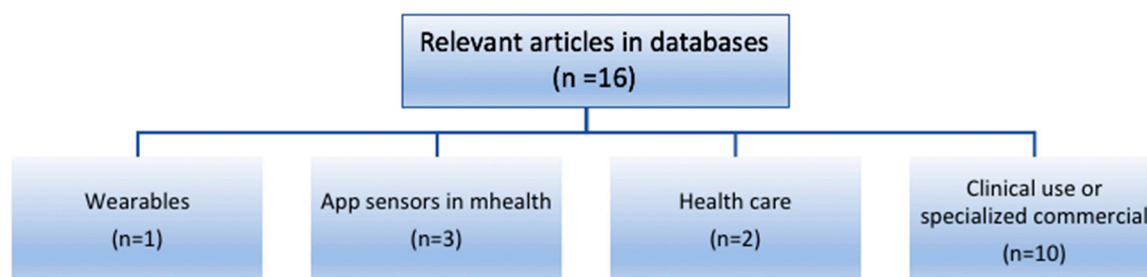 Relevant articles in databases
(n =16)
Wearables
(n=1)
App sensors in mhealth
(n=3)
Health care
(n=2)
Clinical use or
specialized commercial
(n=10)